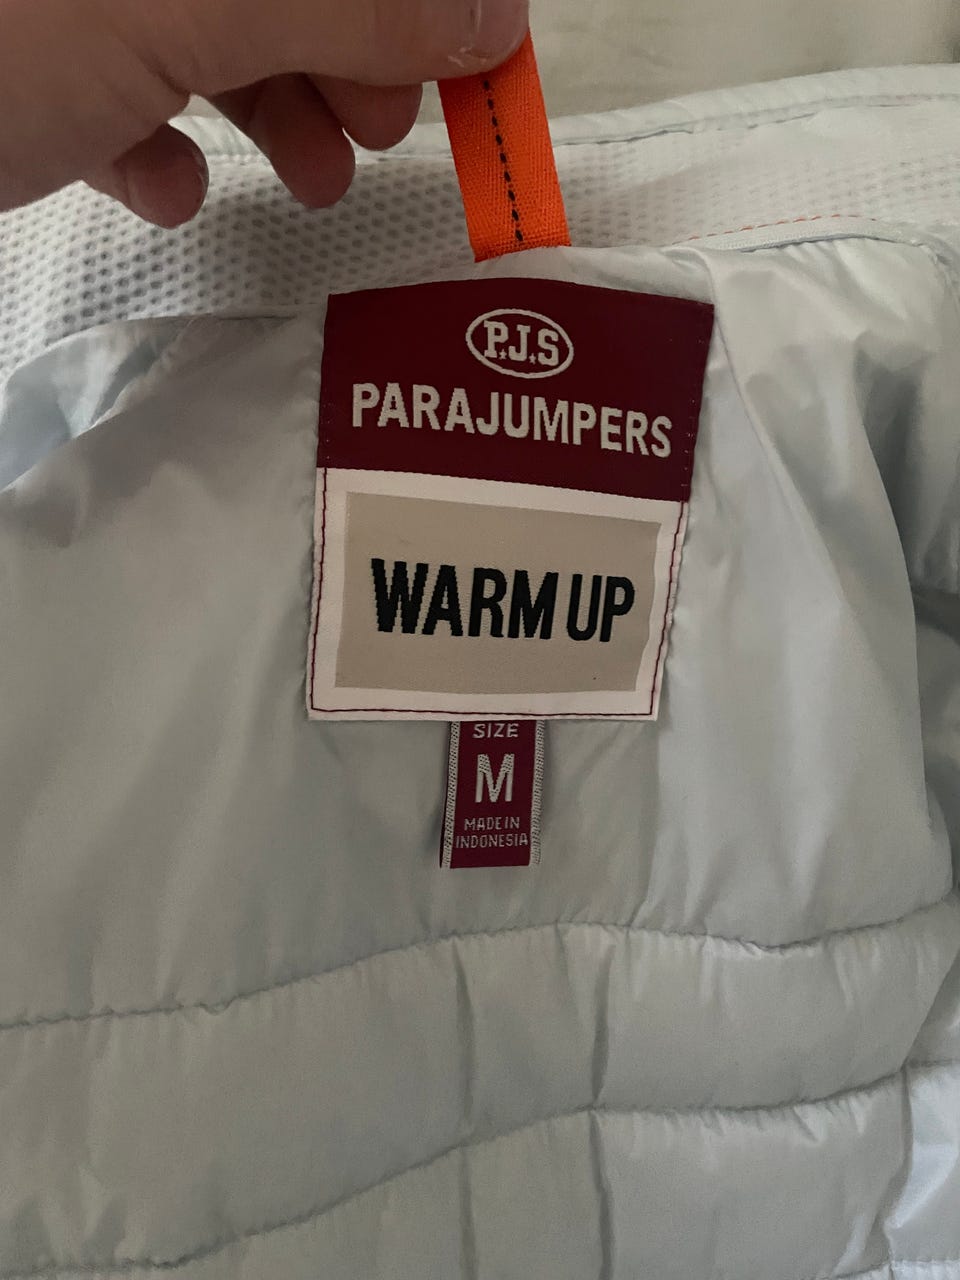 P.J.S
PARAJUMPERS
WARM UP
SIZE
M
MADE IN
INDONESIA